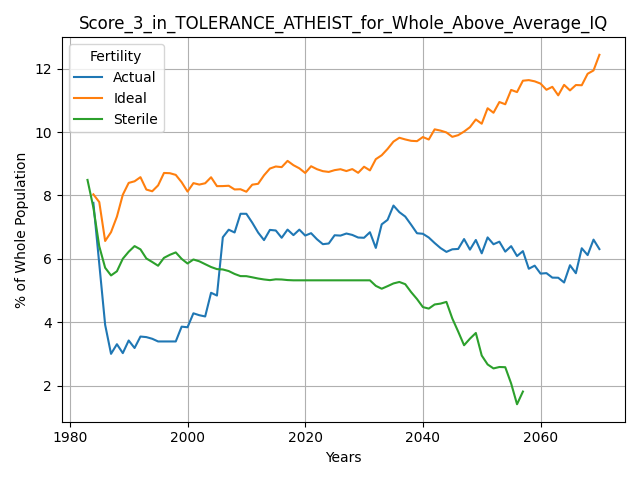 Score_3_in_TOLERANCE_ATHEIST_for_Whole_Above_Average_IQ
Fertility
Actual
Ideal
Sterile
% of Whole Population
12
10
8
6
4
2
1980
2000
2020
2040
2060
Years